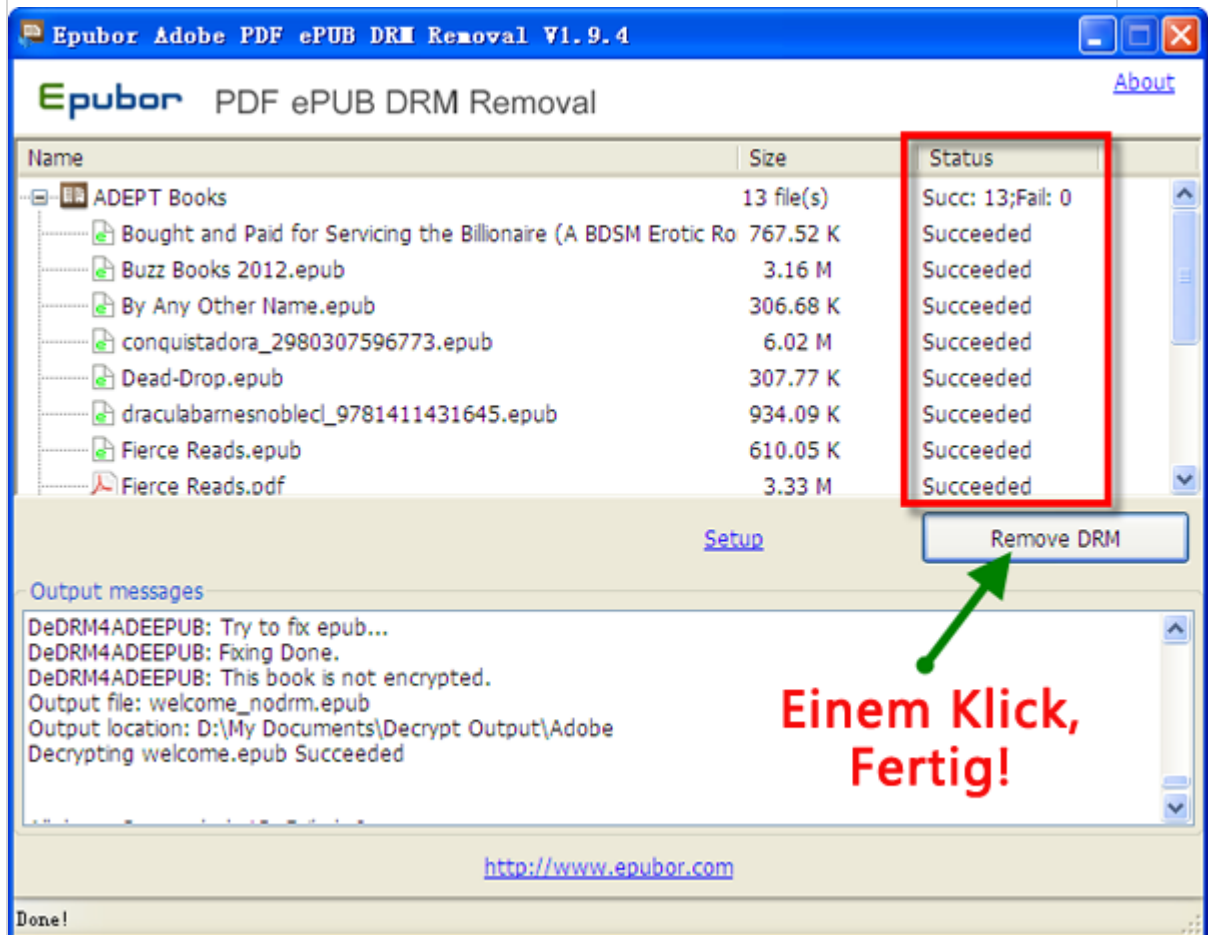 Epubor Adobe PDF ePUB DRM Removal V1.9.4
Epubor PDF ePUB DRM Removal
About
Name Size Status
ADEPT Books 13 file(s) Succ: 13;Fail: 0
Bought and Paid for Servicing the Billionaire (A BDSM Erotic Ro 767.52 K Succeeded
Buzz Books 2012.epub 3.16 M Succeeded
By Any Other Name.epub 306.68 K Succeeded
conquistadora_2980307596773.epub 6.02 M Succeeded
Dead-Drop.epub 307.77 K Succeeded
draculabarnesnoblecl_9781411431645.epub 934.09 K Succeeded
Fierce Reads.epub 610.05 K Succeeded
Fierce Reads.pdf 3.33 M Succeeded
Setup Remove DRM
Output messages
DeDRM4ADEEPUB: Try to fix epub...
DeDRM4ADEEPUB: Fixing Done.
DeDRM4ADEEPUB: This book is not encrypted.
Output file: welcome_nodrm.epub
Output location: D:\My Documents\Decrypt Output\Adobe
Decrypting welcome.epub Succeeded
Einem Klick,
Fertig!
http://www.epubor.com
Done!